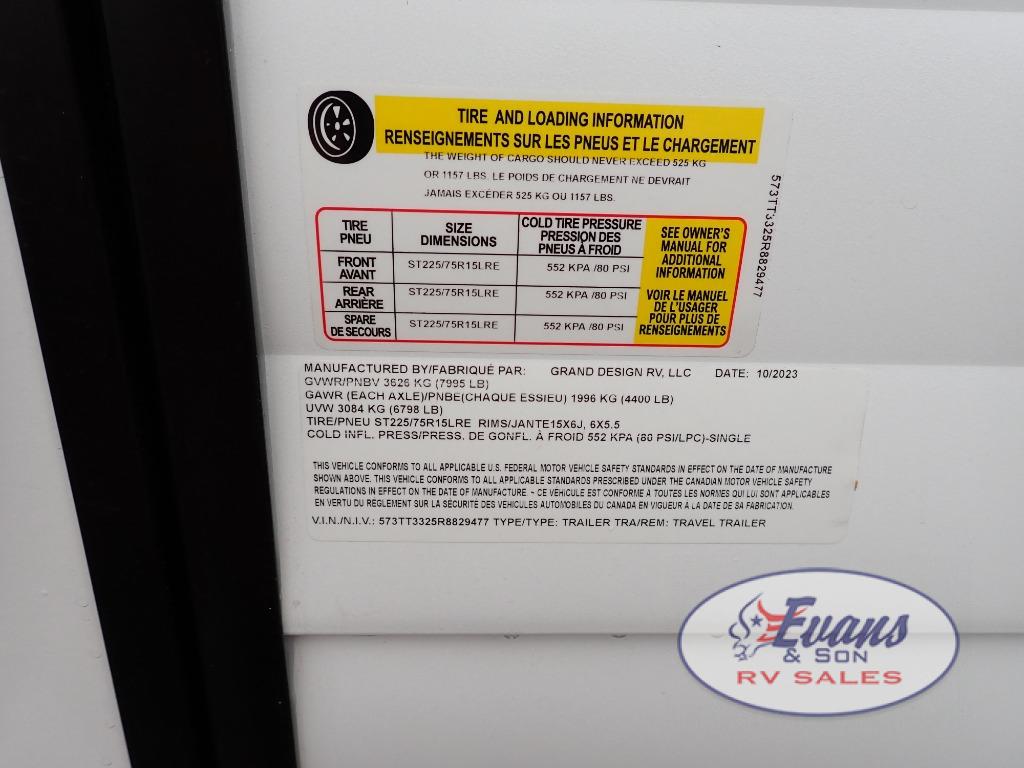 TIRE AND LOADING INFORMATION
RENSEIGNEMENTS SUR LES PNEUS ET LE CHARGEMENT
THE WEIGHT OF CARGO SHOULD NEVER EXCEED 525 KG
OR 1157 LBS. LE POIDS DE CHARGEMENT NE DEVRAIT
JAMAIS EXCÉDER 525 KG OU 1157 LBS.
573TT3325R8829477
TIRE
PNEU
SIZE
DIMENSIONS
COLD TIRE PRESSURE
PRESSION DES
PNEUS À FROID
FRONT
AVANT
ST225/75R15LRE
552 KPA /80 PSI
REAR
ARRIÈRE
ST225/75R15LRE
552 KPA /80 PSI
SPARE
DE SECOURS
ST225/75R15LRE
552 KPA /80 PSI
SEE OWNER'S
MANUAL FOR
ADDITIONAL
INFORMATION
VOIR LE MANUEL
DE L'USAGER
POUR PLUS DE
RENSEIGNEMENTS
MANUFACTURED BY/FABRIQUÉ PAR: GRAND DESIGN RV, LLC DATE: 10/2023
GVWR/PNBV 3626 KG (7995 LB)
GAWR (EACH AXLE)/PNBE(CHAQUE ESSIEU) 1996 KG (4400 LB)
UVW 3084 KG (6798 LB)
TIRE/PNEU ST225/75R15LRE RIMS/JANTE15X6J, 6X5.5
COLD INFL. PRESS/PRESS. DE GONFL. À FROID 552 KPA (80 PSI/LPC)-SINGLE
THIS VEHICLE CONFORMS TO ALL APPLICABLE U.S. FEDERAL MOTOR VEHICLE SAFETY STANDARDS IN EFFECT ON THE DATE OF MANUFACTURE
SHOWN ABOVE. THIS VEHICLE CONFORMS TO ALL APPLICABLE STANDARDS PRESCRIBED UNDER THE CANADIAN MOTOR VEHICLE SAFETY
REGULATIONS IN EFFECT ON THE DATE OF MANUFACTURE. - CE VÉHICULE EST CONFORME À TOUTES LES NORMES QUI LUI SONT APPLICABLES
EN VERTU DU RÈGLEMENT SUR LA SÉCURITÉ DES VÉHICULES AUTOMOBILES DU CANADA EN VIGUEUR À LA DATE DE SA FABRICATION.
V.I.N./N.I.V.: 573TT3325R8829477 TYPE/TYPE: TRAILER TRA/REM: TRAVEL TRAILER
Evans
& SON
RV SALES